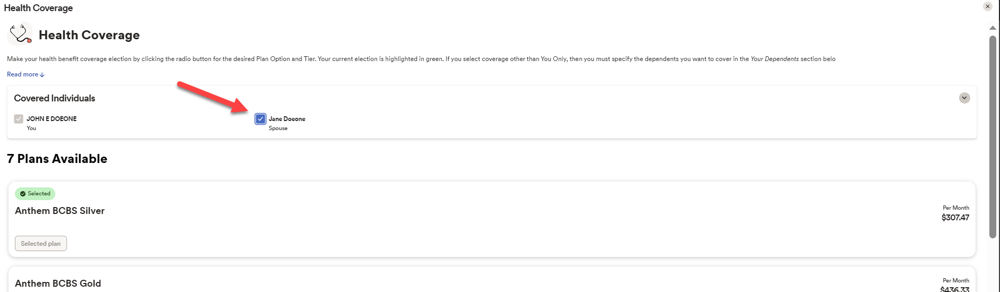 Health Coverage
Health Coverage
Make your health benefit coverage election by clicking the radio button for the desired Plan Option and Tier. Your current election is highlighted in green. If you select coverage other than You Only, then you must specify the dependents you want to cover in the Your Dependents section belo
Read more
Covered Individuals
JOHN E DOEONE
You
Jane Doeone
Spouse
7 Plans Available
Selected
Anthem BCBS Silver
Per Month
$307.47
Selected plan
Anthem BCBS Gold
Per Month
$436.33